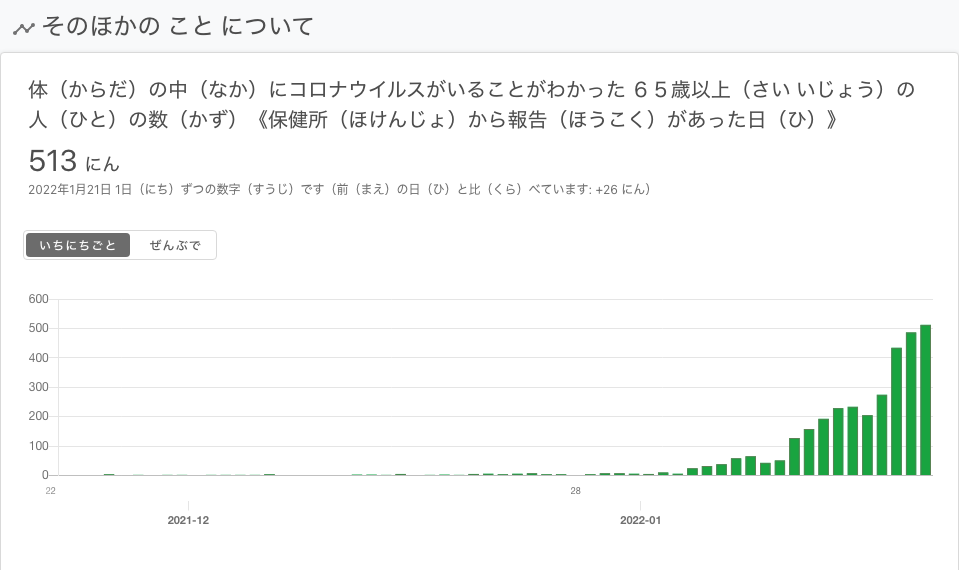 そのほかの こと について
体（からだ）の中（なか）にコロナウイルスがいることがわかった ６５歳以上（さい いじょう）の
人（ひと）の数（かず）《保健所（ほけんじょ）から報告（ほうこく）があった日（ひ）》
513 にん
2022年1月21日 1日（にち）ずつの数字（すうじ）です（前（まえ）の日（ひ）と比（くら）べています: +26 にん）
いちにちごと ぜんぶで
600
500
400
300
200
100
0
22 28
2021-12 2022-01